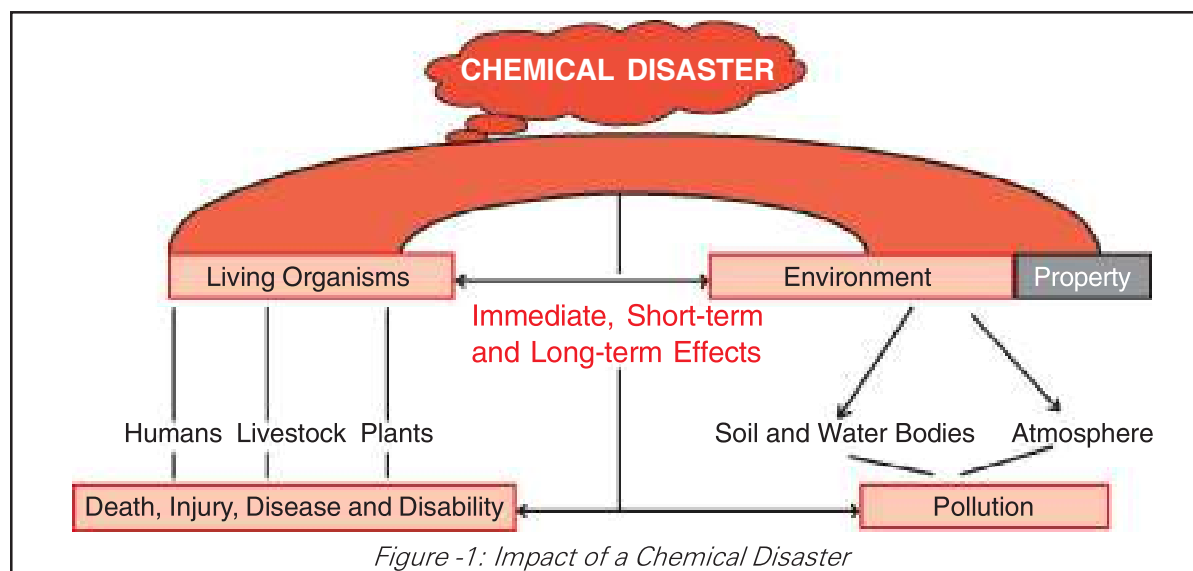 CHEMICAL DISASTER
Living Organisms
Environment
Property
Immediate, Short-term
and Long-term Effects
Humans Livestock Plants
Soil and Water Bodies
Atmosphere
Death, Injury, Disease and Disability
Pollution
Figure -1: Impact of a Chemical Disaster